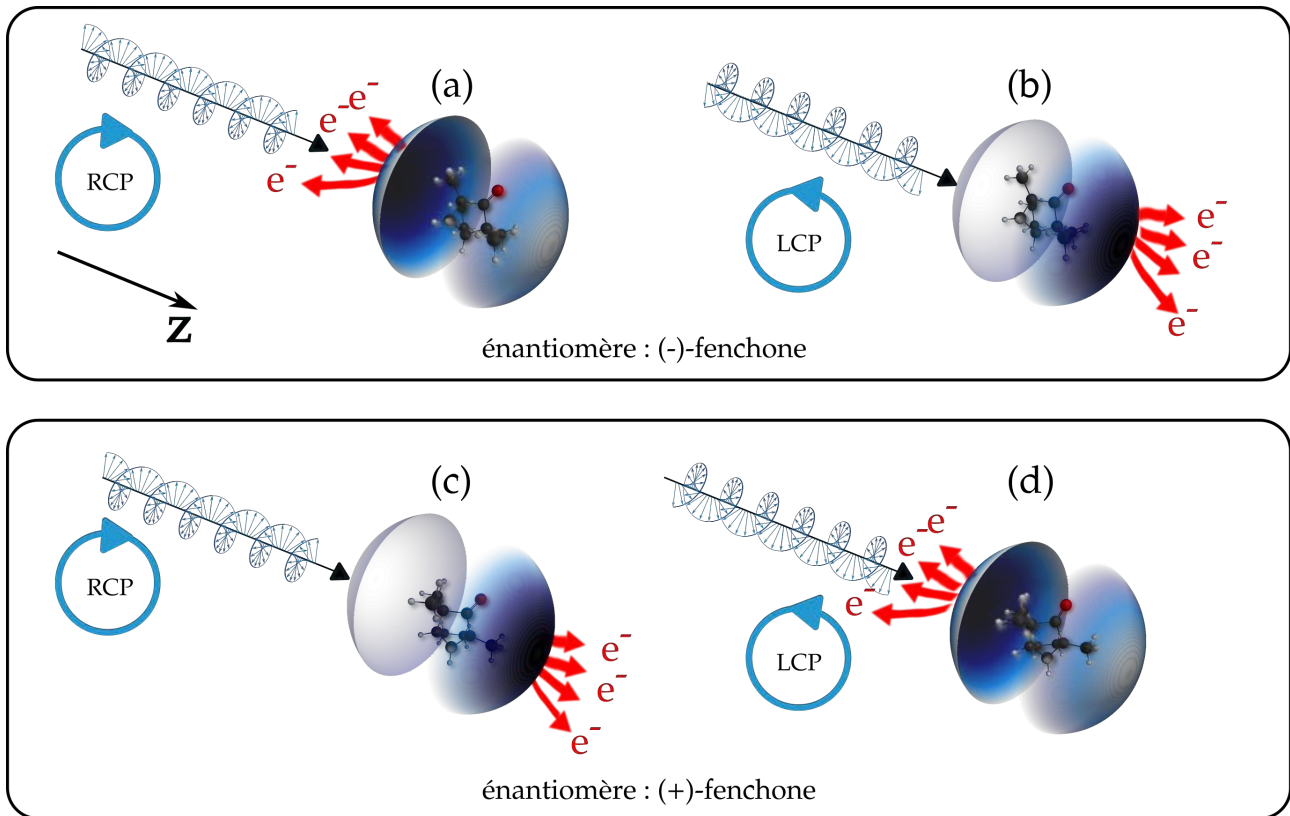 (a)
(b)
e⁻
e⁻
e⁻
RCP
LCP
e⁻
e⁻
e⁻
z
énantiomère : (-)-fenchone
(c)
(d)
e⁻
e⁻
e⁻
RCP
LCP
e⁻
e⁻
e⁻
énantiomère : (+)-fenchone